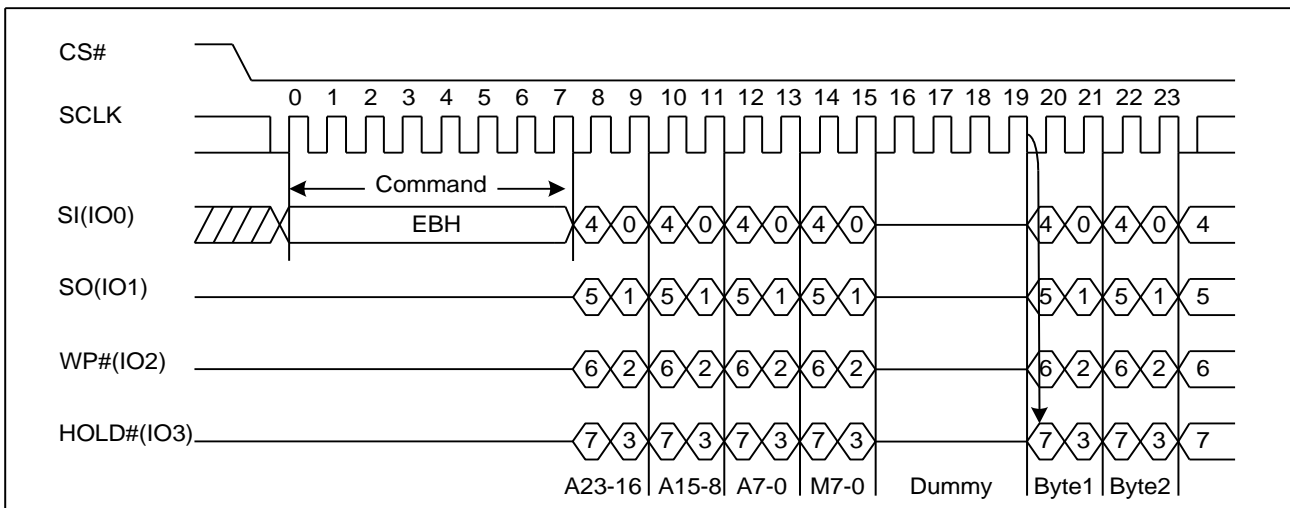 CS#
0 1 2 3 4 5 6 7 8 9 10 11 12 13 14 15 16 17 18 19 20 21 22 23
SCLK
Command
SI(IO0) EBH 4 0 4 0 4 0 4 0 4 0 4 0 4
SO(IO1) 5 1 5 1 5 1 5 1 5 1 5 1 5
WP#(IO2) 6 2 6 2 6 2 6 2 6 2 6 2 6
HOLD#(IO3) 7 3 7 3 7 3 7 3 7 3 7 3 7
A23-16 A15-8 A7-0 M7-0 Dummy Byte1 Byte2